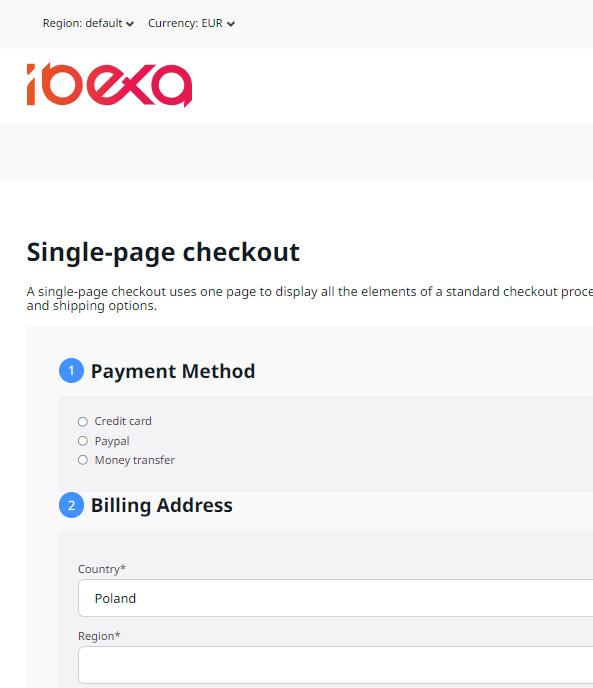 Region: default
Currency: EUR
ibexa
Single-page checkout
A single-page checkout uses one page to display all the elements of a standard checkout proce
and shipping options.
1 Payment Method
Credit card
Paypal
Money transfer
2 Billing Address
Country*
Poland
Region*